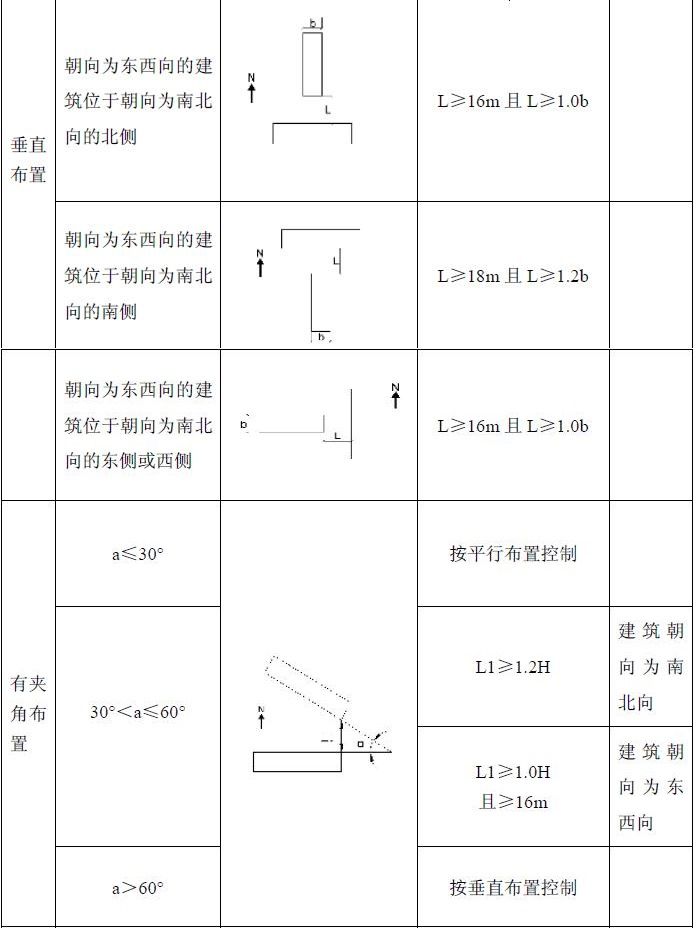 垂直
布置
朝向为东西向的建
筑位于朝向为南北
向的北侧
b
N
L
L≥16m 且 L≥1.0b
朝向为东西向的建
筑位于朝向为南北
向的南侧
N
L
b
L≥18m 且 L≥1.2b
朝向为东西向的建
筑位于朝向为南北
向的东侧或西侧
N
b
L
L≥16m 且 L≥1.0b
有夹
角布
置
a≤30°
按平行布置控制
30°<a≤60°
N
L1≥1.2H
建筑朝
向为南
北向
L1≥1.0H
且≥16m
建筑朝
向为东
西向
a>60°
按垂直布置控制